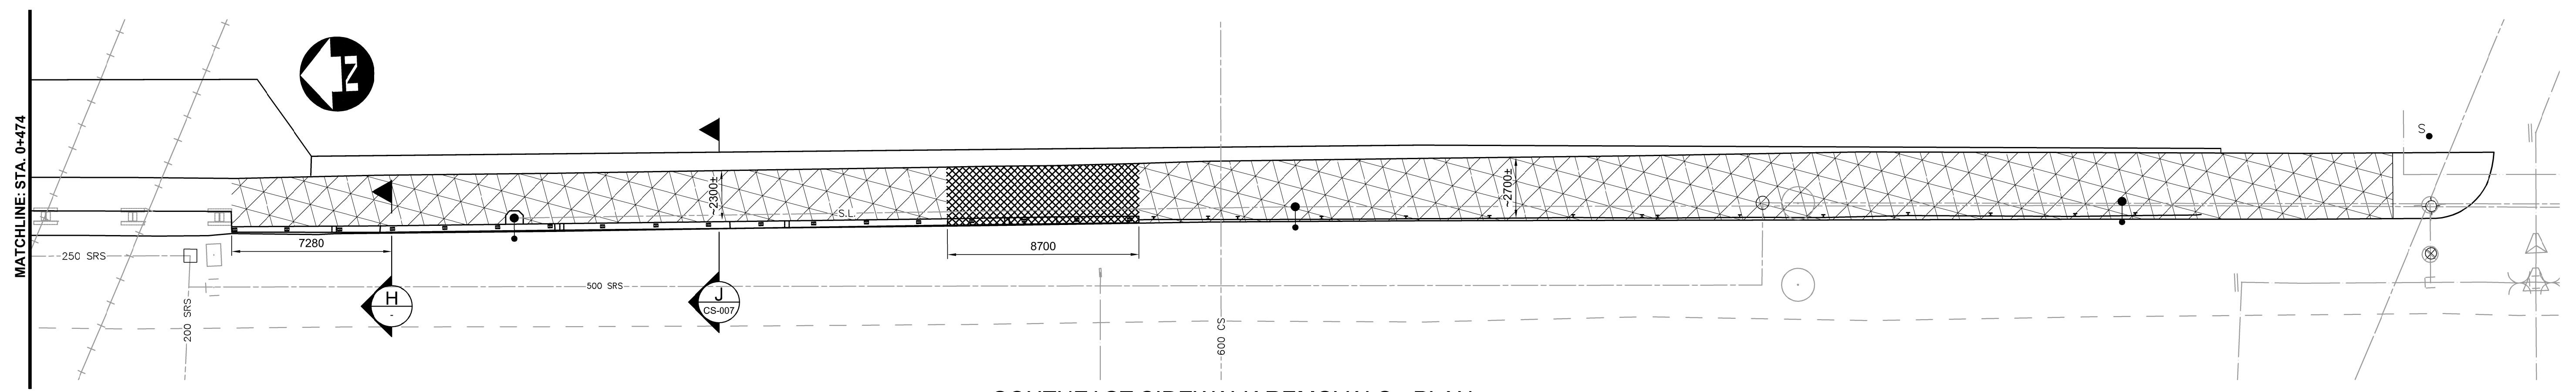 MATCHLINE: STA. 0+474
N
S
~2300±
~2700±
S.L.
7280
8700
250 SRS
200 SRS
500 SRS
600 CS
H
-
J
CS-007